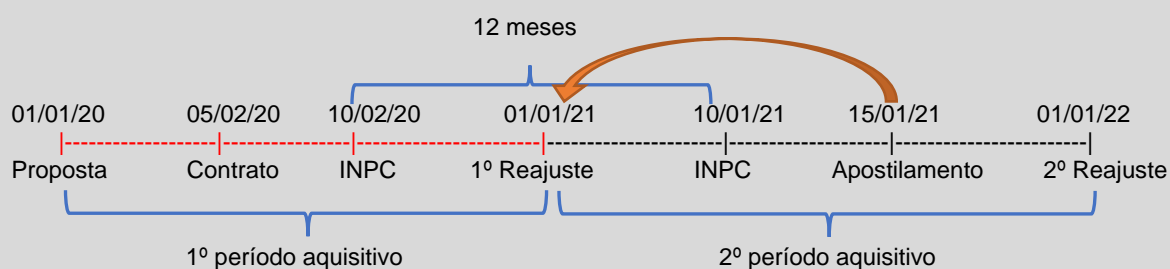 12 meses
01/01/20 05/02/20 10/02/20 01/01/21 10/01/21 15/01/21 01/01/22
Proposta Contrato INPC 1º Reajuste INPC Apostilamento 2º Reajuste
1º período aquisitivo 2º período aquisitivo